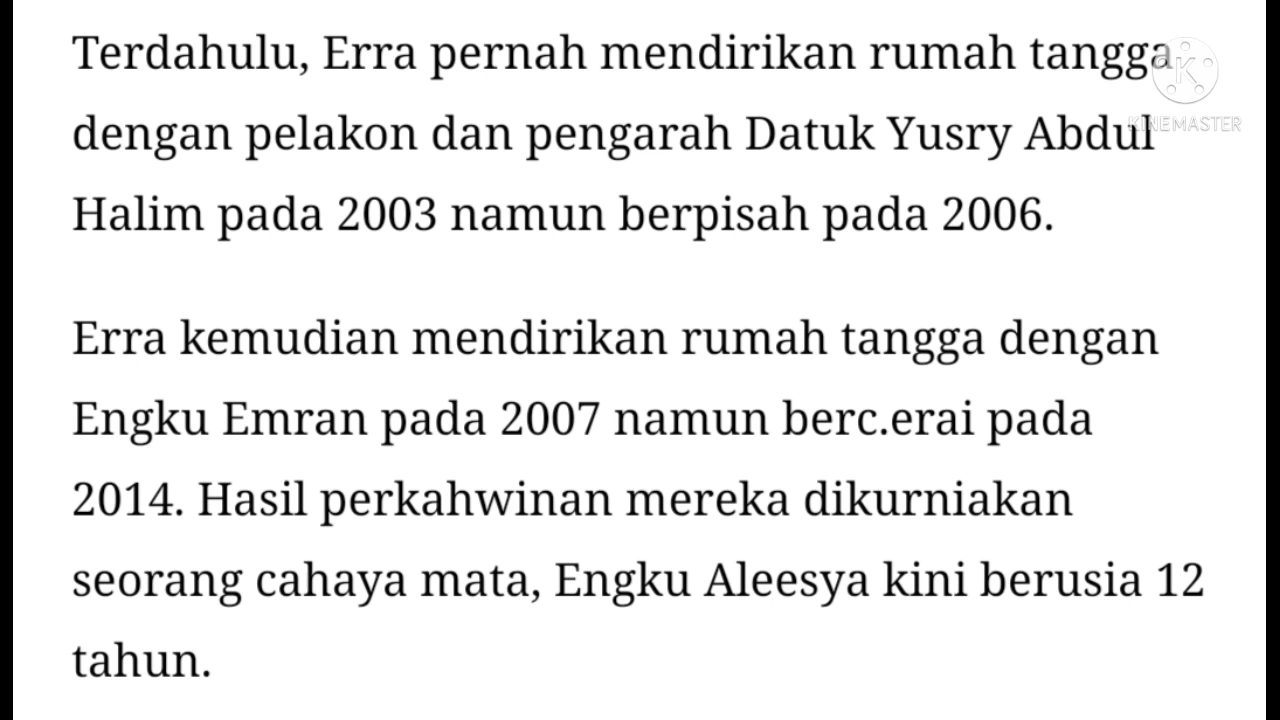 Terdahulu, Erra pernah mendirikan rumah tangga
dengan pelakon dan pengarah Datuk Yusry Abdul
Halim pada 2003 namun berpisah pada 2006.
Erra kemudian mendirikan rumah tangga dengan
Engku Emran pada 2007 namun berc.erai pada
2014. Hasil perkahwinan mereka dikurniakan
seorang cahaya mata, Engku Aleesya kini berusia 12
tahun.
K
KINEMASTER